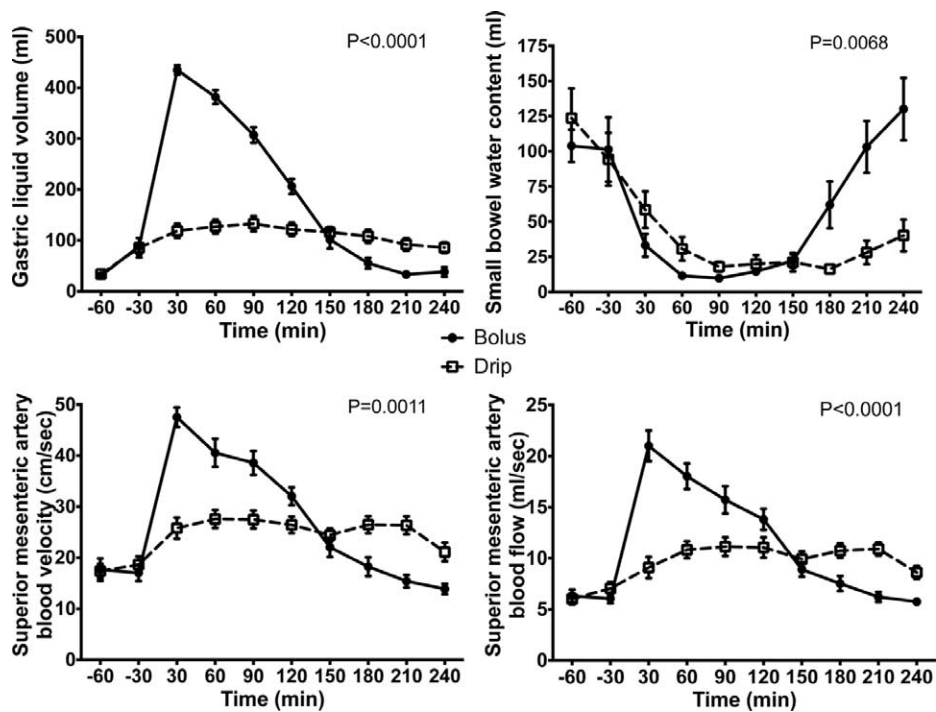 Gastric liquid volume (ml)
500
400
300
200
100
0
P<0.0001
-60 -30 30 60 90 120 150 180 210 240
Time (min)
Small bowel water content (ml)
175
150
125
100
75
50
25
0
P=0.0068
-60 -30 30 60 90 120 150 180 210 240
Time (min)
Bolus
Drip
Superior mesenteric artery
blood velocity (cm/sec)
50
40
30
20
10
0
P=0.0011
-60 -30 30 60 90 120 150 180 210 240
Time (min)
Superior mesenteric artery
blood flow (ml/sec)
25
20
15
10
5
0
P<0.0001
-60 -30 30 60 90 120 150 180 210 240
Time (min)